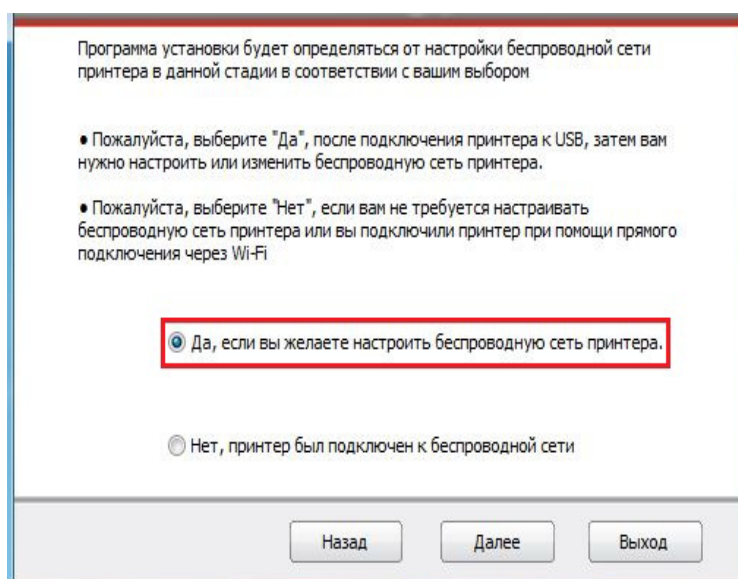 Программа установки будет определяться от настройки беспроводной сети
принтера в данной стадии в соответствии с вашим выбором
• Пожалуйста, выберите "Да", после подключения принтера к USB, затем вам
нужно настроить или изменить беспроводную сеть принтера.
• Пожалуйста, выберите "Нет", если вам не требуется настраивать
беспроводную сеть принтера или вы подключили принтер при помощи прямого
подключения через Wi-Fi
Да, если вы желаете настроить беспроводную сеть принтера.
Нет, принтер был подключен к беспроводной сети
Назад Далее Выход